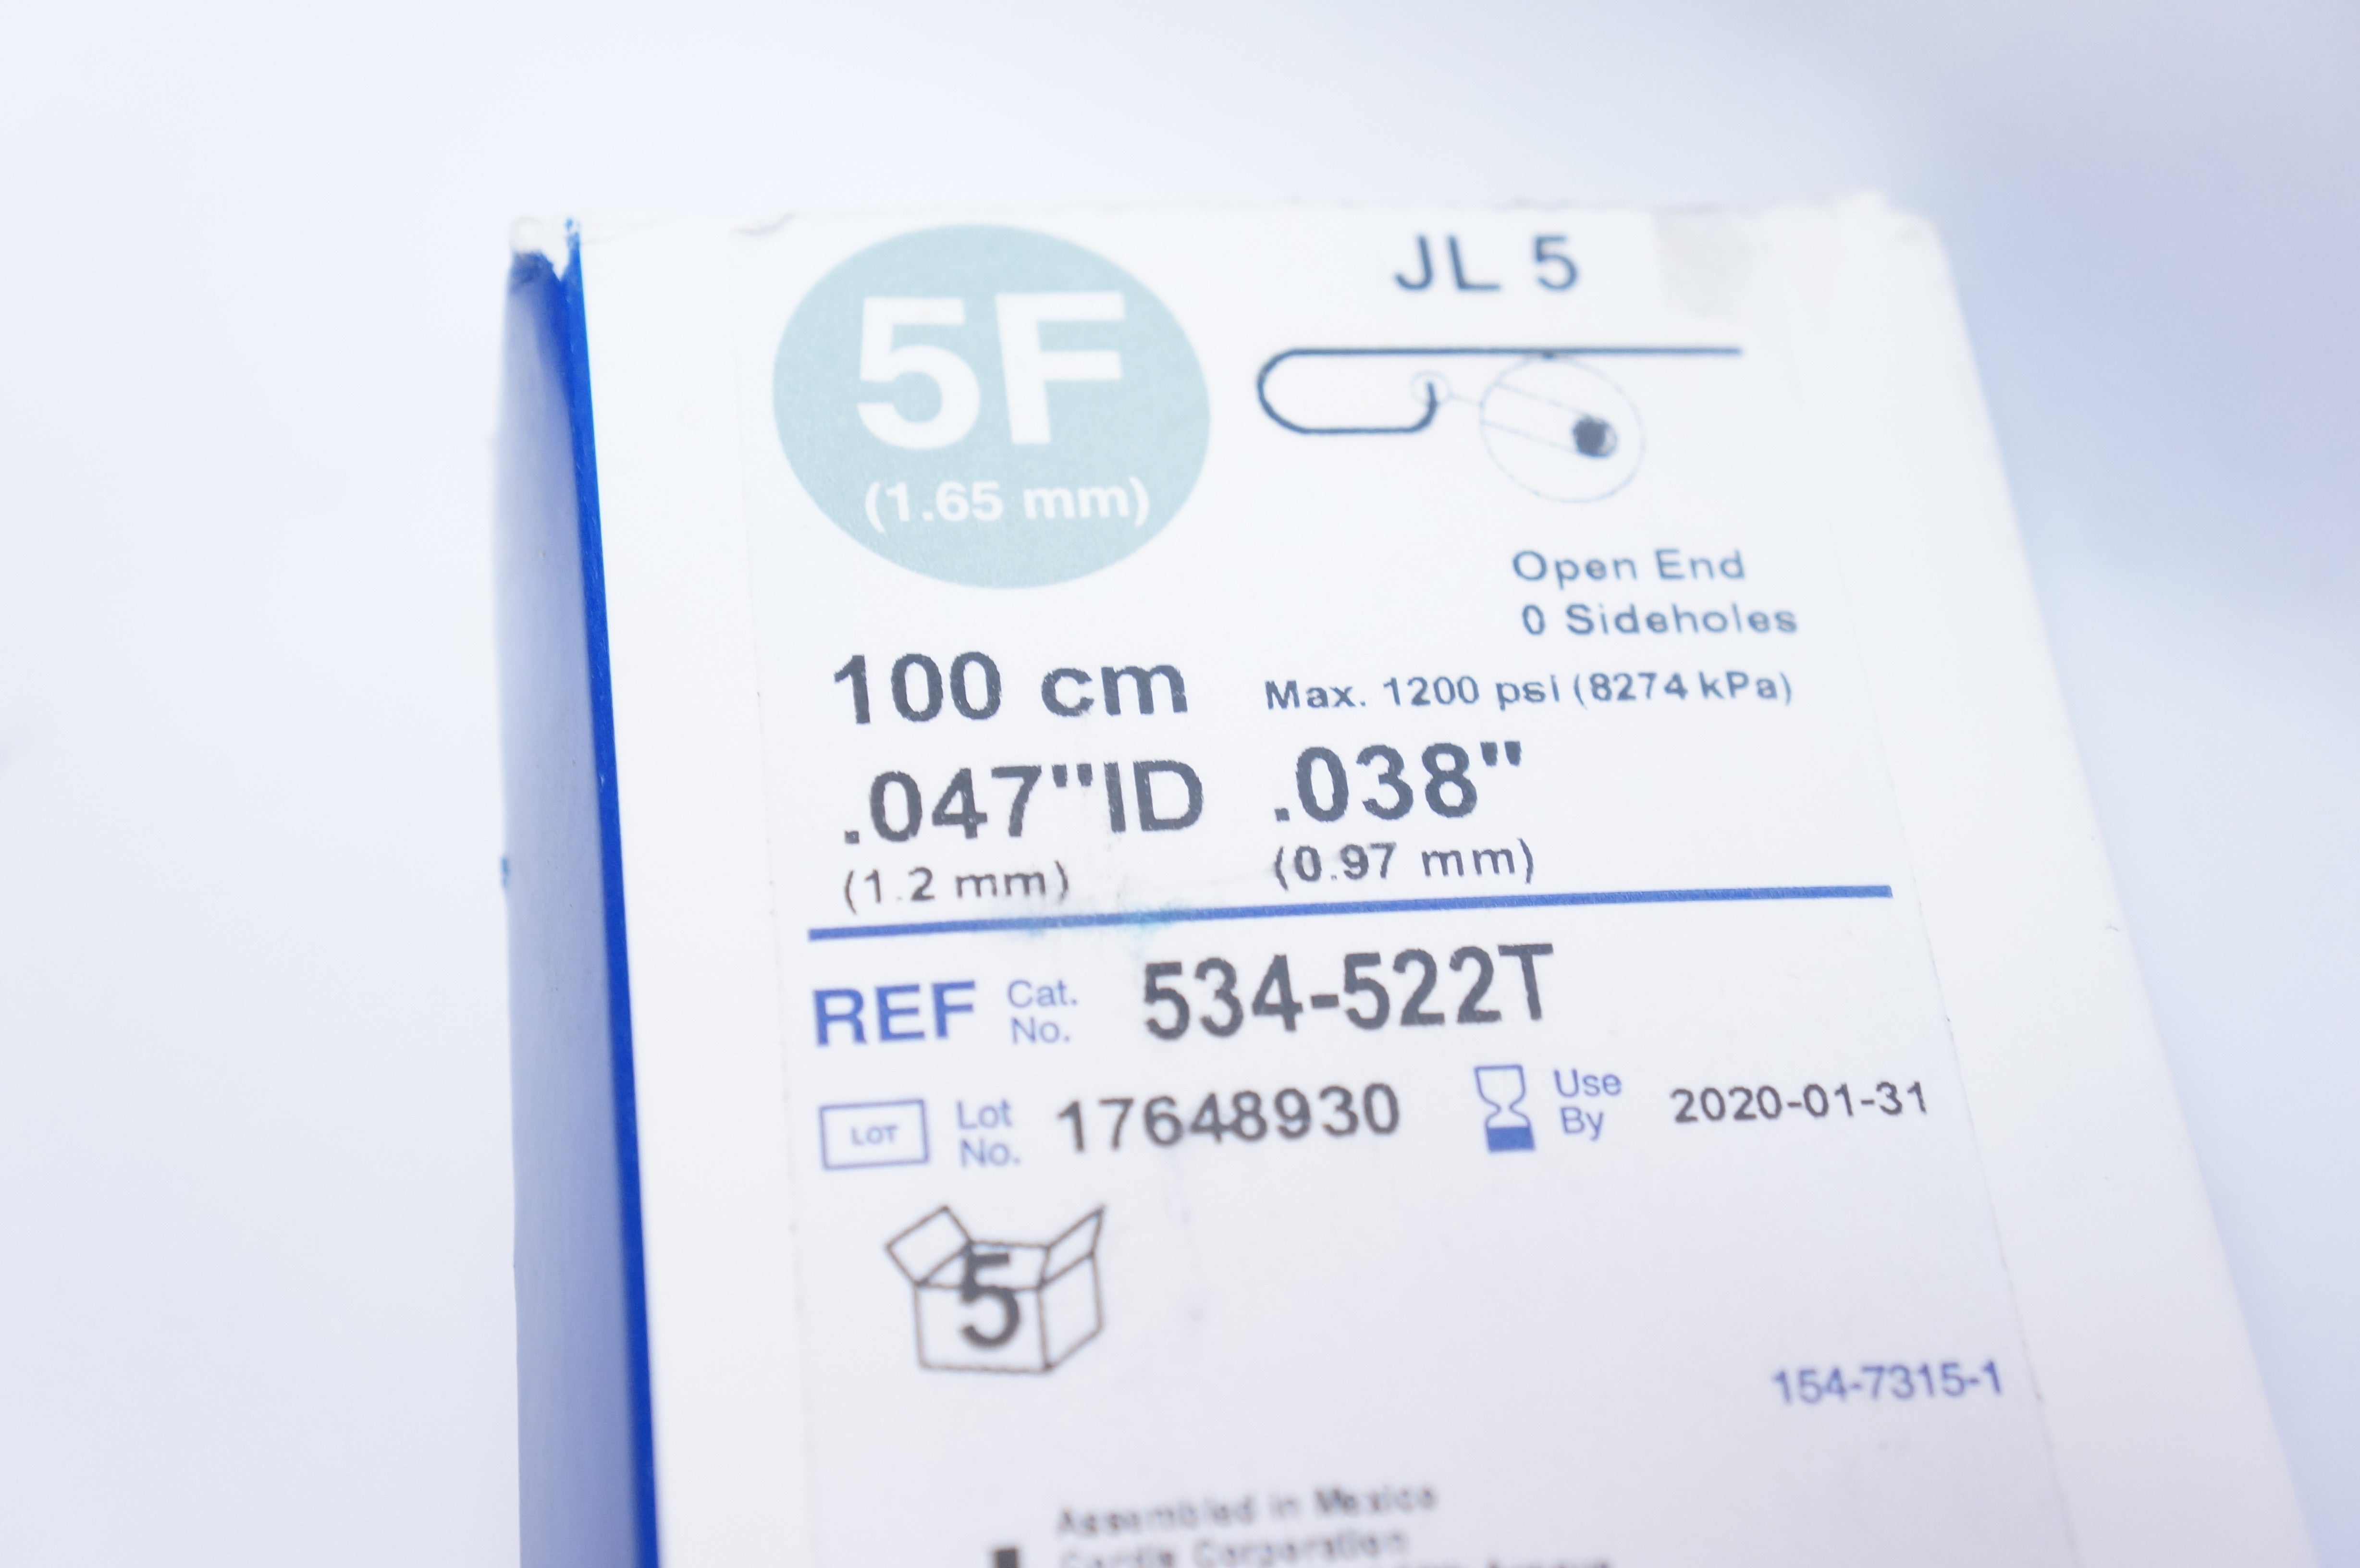 5F
(1.65 mm)
JL 5
Open End
0 Sideholes
100 cm
Max. 1200 psi (8274 kPa)
.047"ID .038"
(1.2 mm) (0.97 mm)
REF Cat. No. 534-522T
LOT Lot No. 17648930
Use By 2020-01-31
5
154-7315-1
Assembled in Mexico
Cordis Corporation